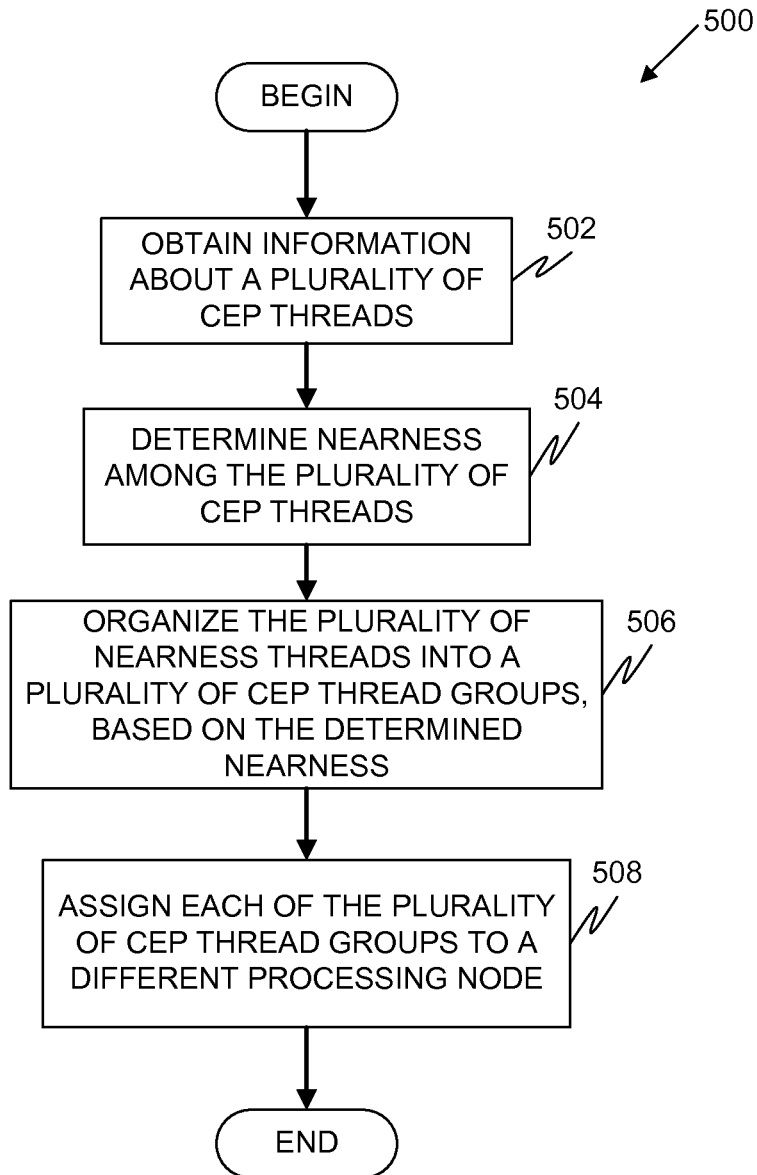 500
BEGIN
OBTAIN INFORMATION
ABOUT A PLURALITY OF
CEP THREADS
502
DETERMINE NEARNESS
AMONG THE PLURALITY OF
CEP THREADS
504
ORGANIZE THE PLURALITY OF
NEARNESS THREADS INTO A
PLURALITY OF CEP THREAD GROUPS,
BASED ON THE DETERMINED
NEARNESS
506
ASSIGN EACH OF THE PLURALITY
OF CEP THREAD GROUPS TO A
DIFFERENT PROCESSING NODE
508
END